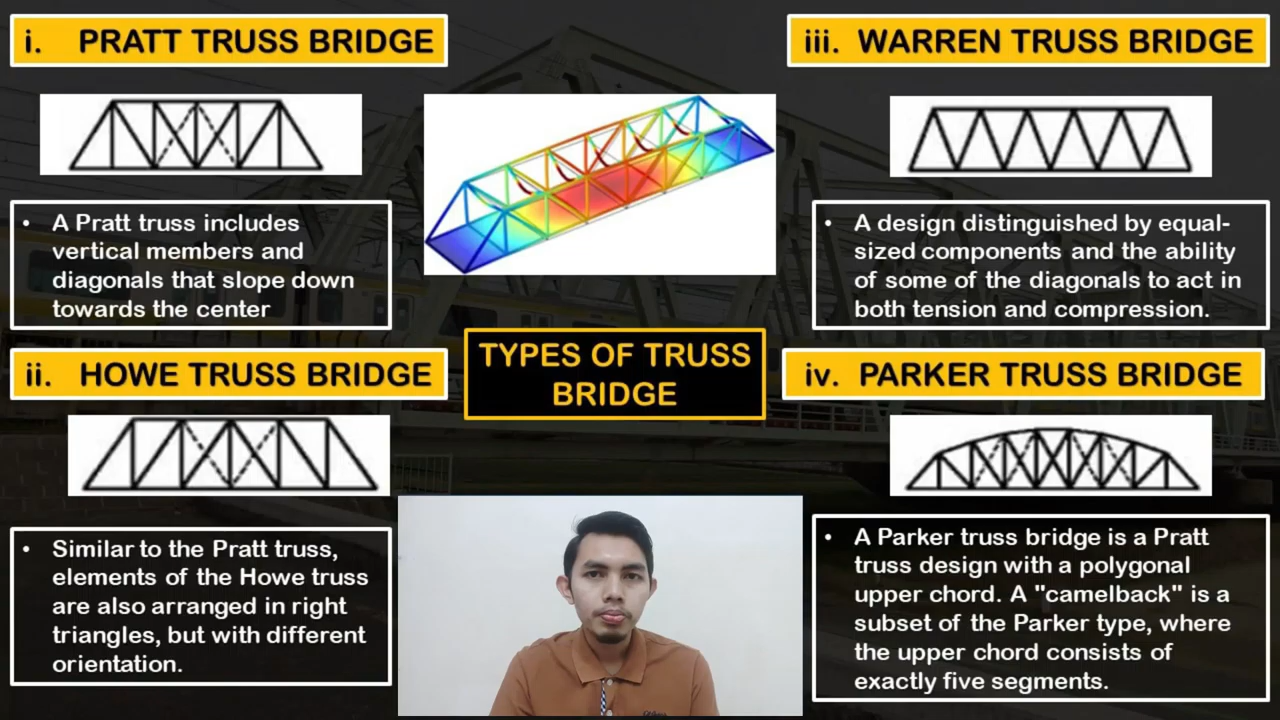 i. PRATT TRUSS BRIDGE
• A Pratt truss includes
vertical members and
diagonals that slope down
towards the center
ii. HOWE TRUSS BRIDGE
• Similar to the Pratt truss,
elements of the Howe truss
are also arranged in right
triangles, but with different
orientation.
TYPES OF TRUSS
BRIDGE
iii. WARREN TRUSS BRIDGE
• A design distinguished by equal-
sized components and the ability
of some of the diagonals to act in
both tension and compression.
iv. PARKER TRUSS BRIDGE
• A Parker truss bridge is a Pratt
truss design with a polygonal
upper chord. A "camelback" is a
subset of the Parker type, where
the upper chord consists of
exactly five segments.